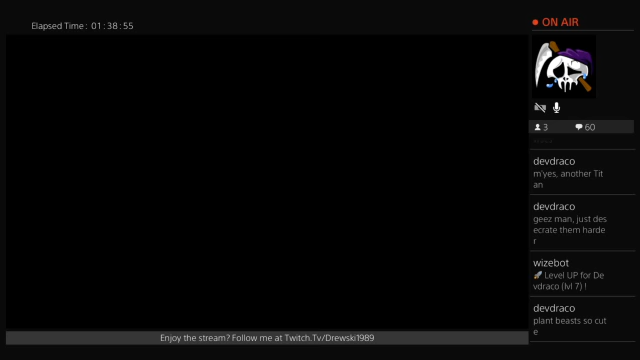 Elapsed Time: 01:38:55
ON AIR
3
60
devdraco
m'yes, another Tit
an
devdraco
geez man, just des
ecrate them harde
r
wizebot
🚀 Level UP for De
vdraco (lvl 7) !
devdraco
plant beasts so cut
e
Enjoy the stream? Follow me at Twitch.Tv/Drewski1989